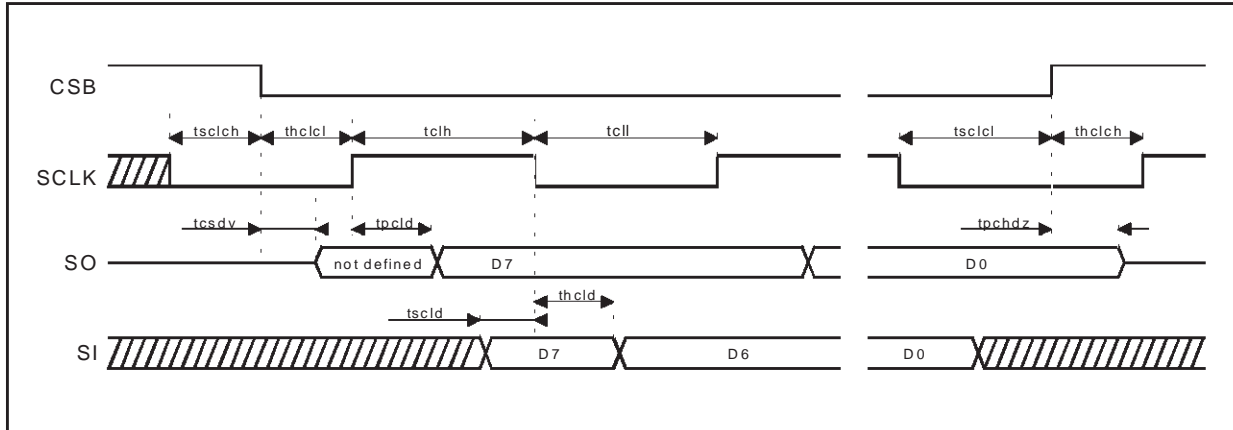 CSB
tsclch thclcl tclh tcll tsclcl thclch
SCLK
tcsdv tpcld tpchdz
SO not defined D7 D0
thcld
tscld
SI D7 D6 D0